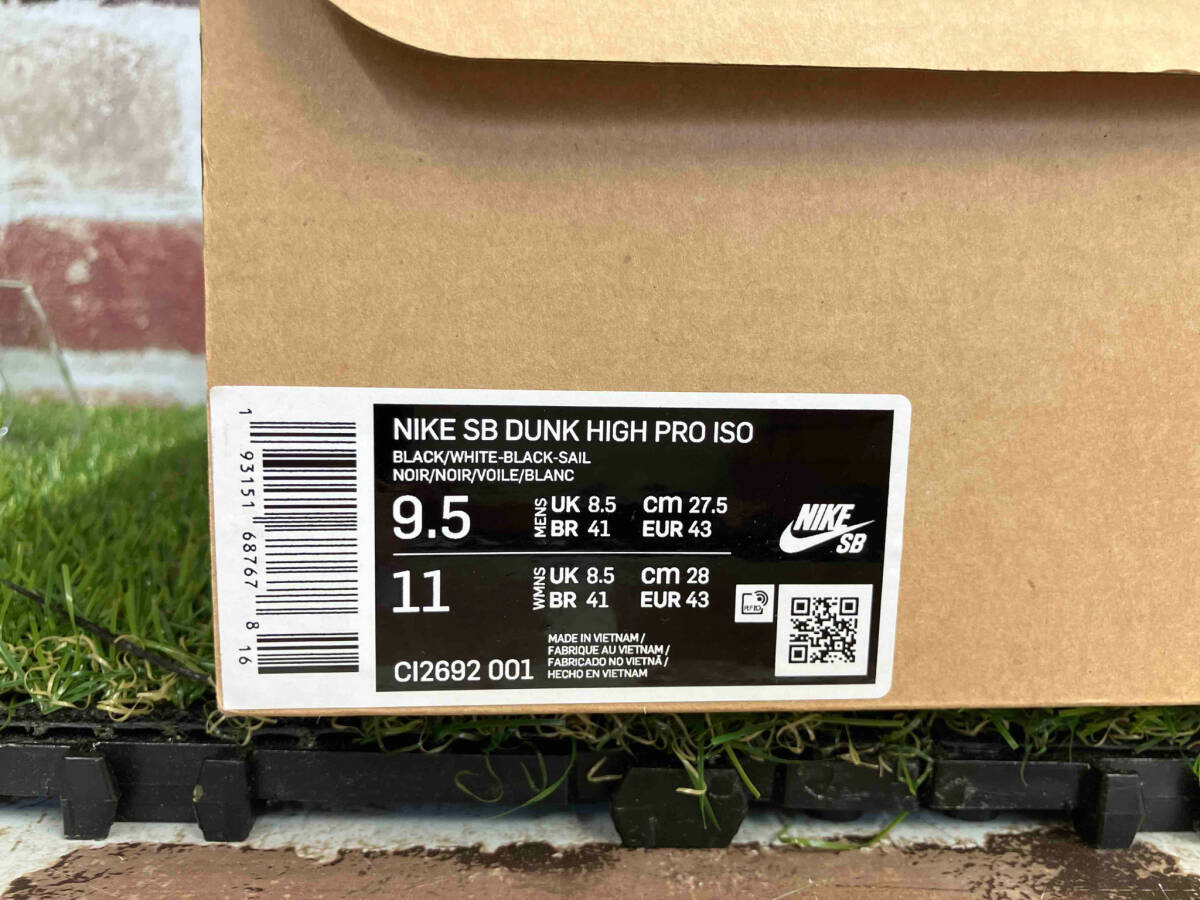 1 93151 68767 8 16
NIKE SB DUNK HIGH PRO ISO
BLACK/WHITE-BLACK-SAIL
NOIR/NOIR/VOILE/BLANC
9.5 MENS UK 8.5 cm 27.5
BR 41 EUR 43
11 WMNS UK 8.5 cm 28
BR 41 EUR 43
NIKE
SB
RFID
MADE IN VIETNAM /
FABRIQUE AU VIETNAM /
FABRICADO NO VIETNÃ /
HECHO EN VIETNAM
CI2692 001